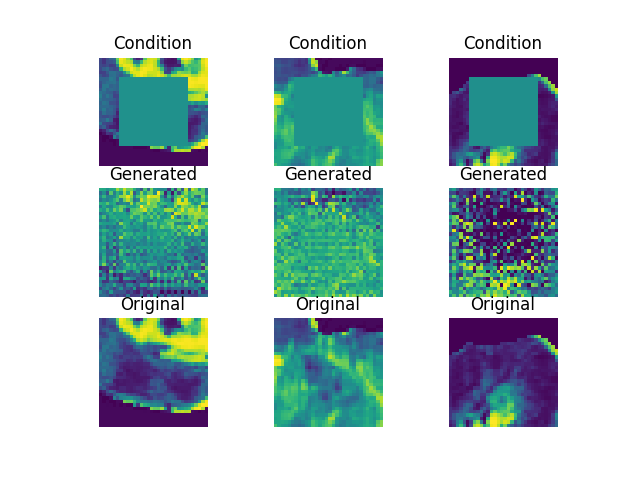 Condition Condition Condition
Generated Generated Generated
Original Original Original